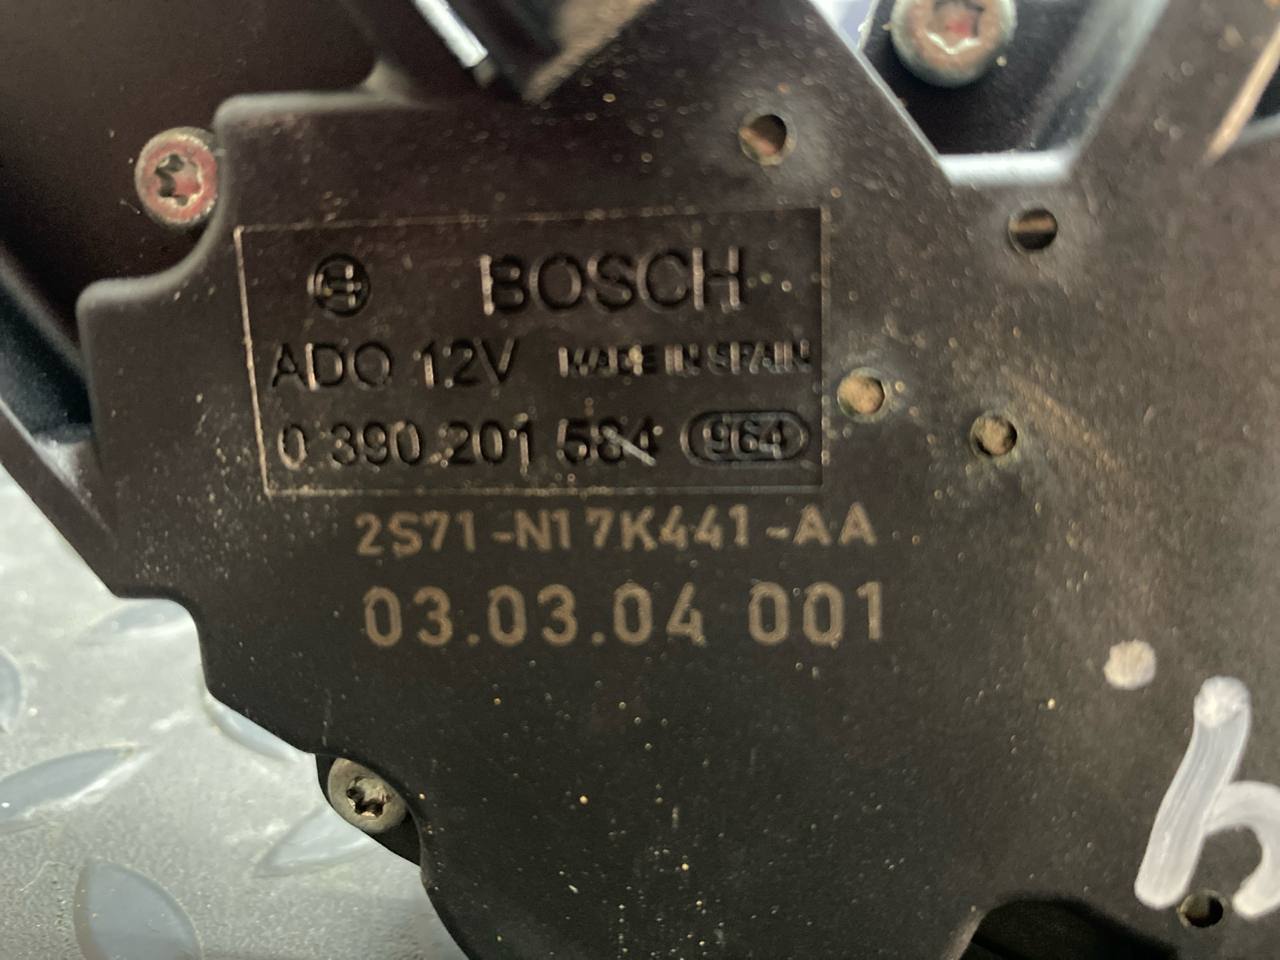 BOSCH
ADO 12V MADE IN SPAIN
0 390 201 584 964
2S71-N17K441-AA
03.03.04 001